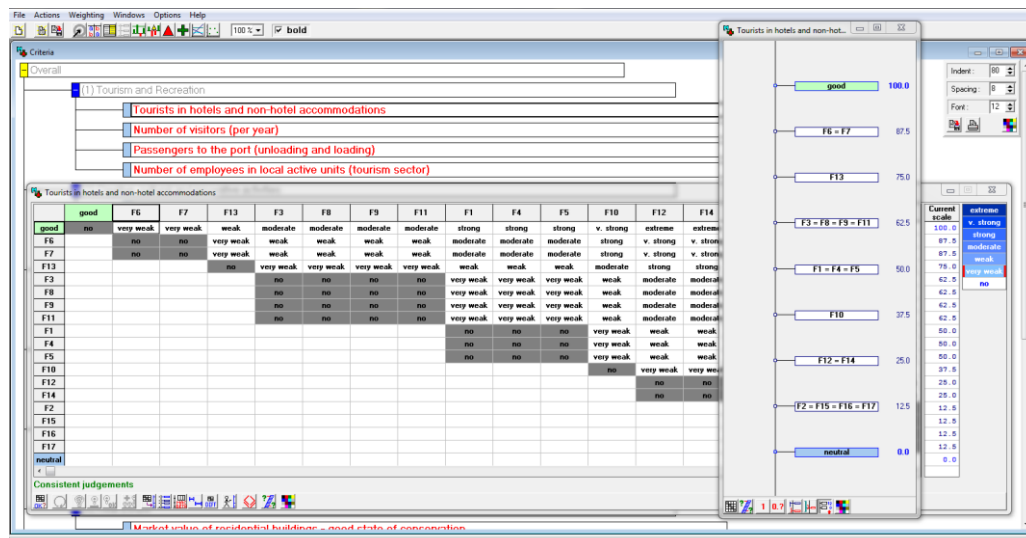 File Actions Weighting Windows Options Help
100 % bold
Criteria
Overall
(1) Tourism and Recreation
Tourists in hotels and non-hotel accommodations
Number of visitors (per year)
Passengers to the port (unloading and loading)
Number of employees in local active units (tourism sector)
Indent: 80
Spacing: 8
Font: 12
Tourists in hotels and non-hotel accommodations
good F6 F7 F13 F3 F8 F9 F11 F1 F4 F5 F10 F12 F14
good no very weak very weak weak moderate moderate moderate moderate strong strong strong v. strong extreme extreme
F6 no no very weak weak weak weak weak moderate moderate moderate strong v. strong v. strong
F7 no no very weak weak weak weak weak moderate moderate moderate strong v. strong v. strong
F13 no very weak very weak very weak very weak weak weak weak moderate strong strong
F3 no no no no very weak very weak very weak weak moderate moderate
F8 no no no no very weak very weak very weak weak moderate moderate
F9 no no no no very weak very weak very weak weak moderate moderate
F11 no no no no very weak very weak very weak weak moderate moderate
F1 no no no very weak weak weak
F4 no no no very weak weak weak
F5 no no no very weak weak weak
F10 no very weak very weak
F12 no no
F14 no no
F2
F15
F16
F17
neutral
Consistent judgements
Market value of residential buildings - good state of conservation
Tourists in hotels and non-hot...
good 100.0
F6 = F7 87.5
F13 75.0
F3 = F8 = F9 = F11 62.5
F1 = F4 = F5 50.0
F10 37.5
F12 = F14 25.0
F2 = F15 = F16 = F17 12.5
neutral 0.0
1 0.7
Current scale
100.0
87.5
87.5
75.0
62.5
62.5
62.5
62.5
50.0
50.0
50.0
37.5
25.0
25.0
12.5
12.5
12.5
12.5
0.0
extreme
v. strong
strong
moderate
weak
very weak
no